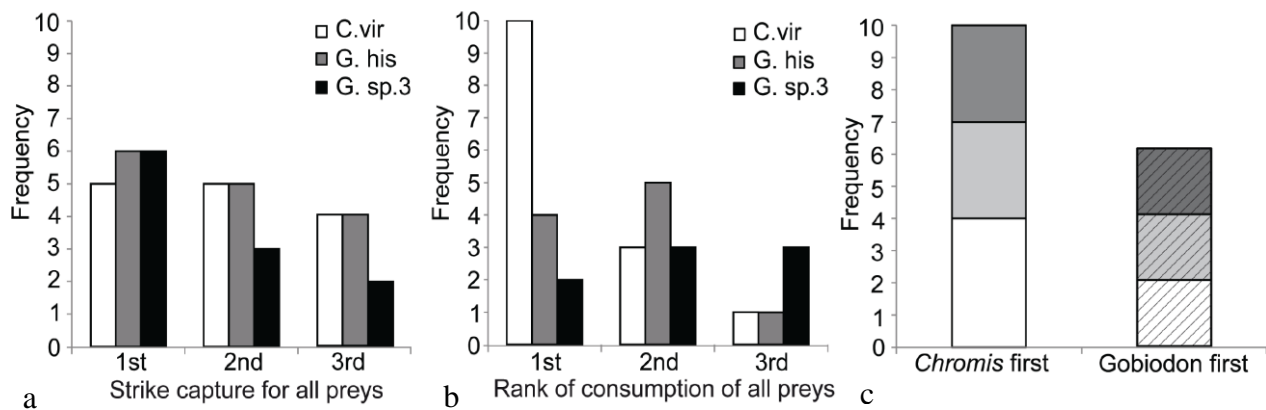 10
9
8
7
6
5
4
3
2
1
0
Frequency
C.vir
G. his
G. sp.3
1st 2nd 3rd
Strike capture for all preys
a
10
9
8
7
6
5
4
3
2
1
0
Frequency
C.vir
G. his
G. sp.3
1st 2nd 3rd
Rank of consumption of all preys
b
10
9
8
7
6
5
4
3
2
1
0
Frequency
Chromis first Gobiodon first
c